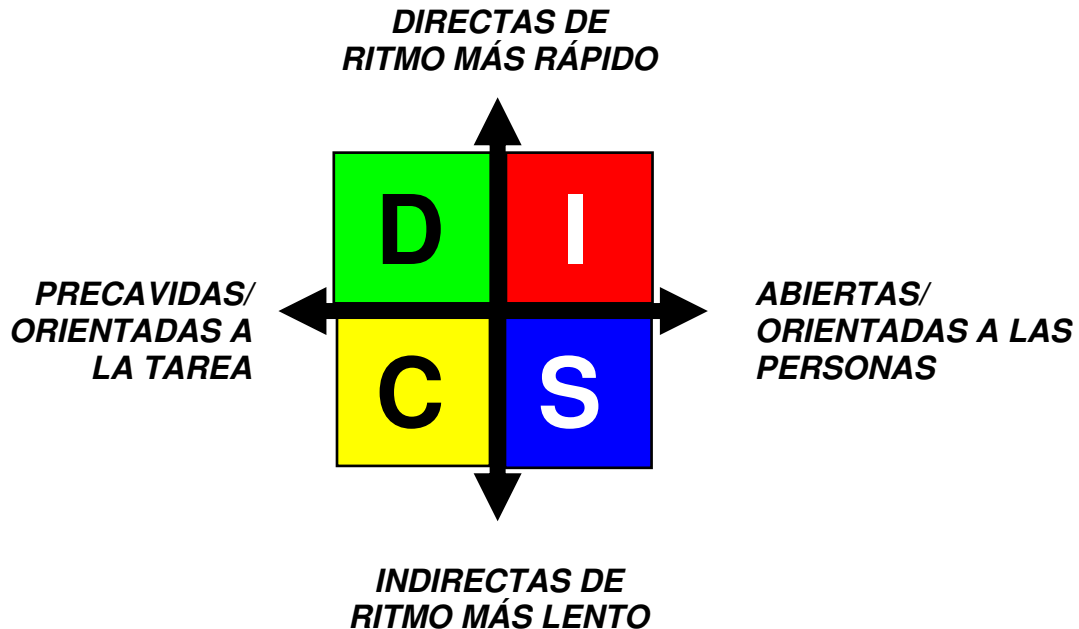 DIRECTAS DE
RITMO MÁS RÁPIDO
D I
PRECAVIDAS/
ORIENTADAS A
LA TAREA
ABIERTAS/
ORIENTADAS A LAS
PERSONAS
C S
INDIRECTAS DE
RITMO MÁS LENTO